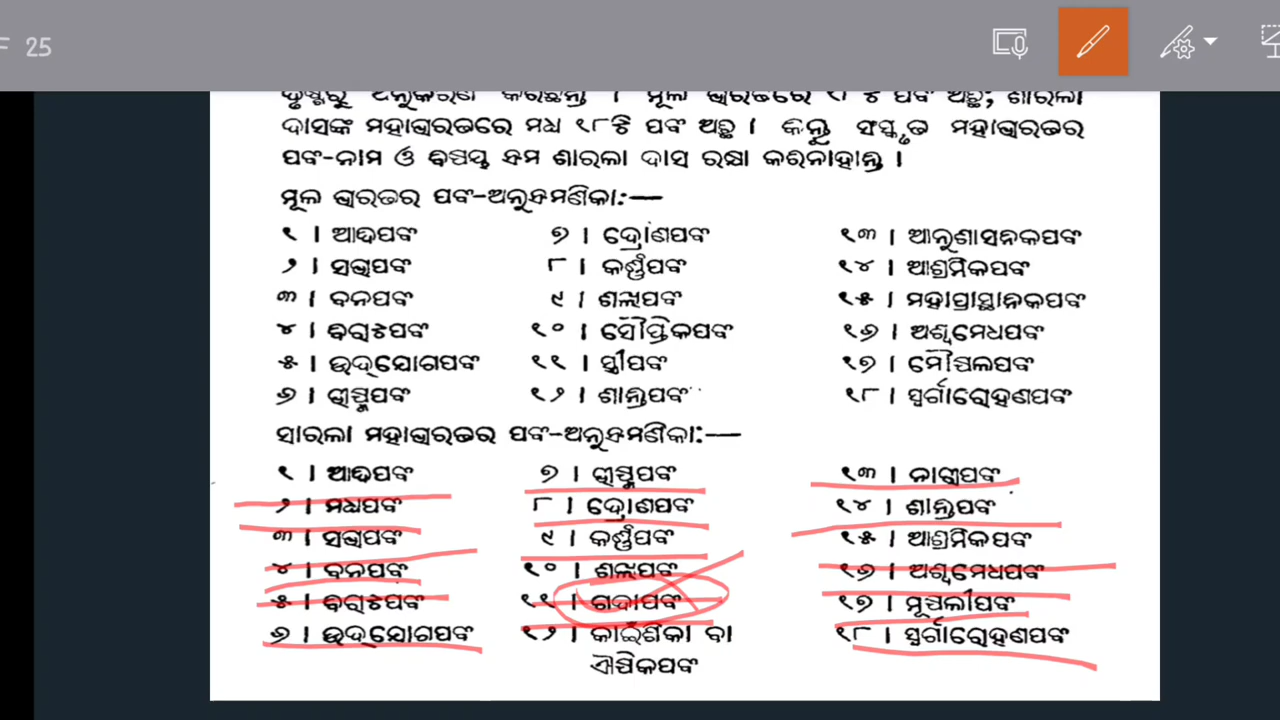 F 25
ଦୃଷ୍ଟିରୁ ଅନୁକରଣ କରିଛନ୍ତି । ମୂଳ ଭାରତରେ ୧୮ଟି ପର୍ବ ଅଛି; ଶାରଳା
ଦାସଙ୍କ ମହାଭାରତରେ ମଧ୍ୟ ୧୮ଟି ପର୍ବ ଅଛି । କିନ୍ତୁ ସଂସ୍କୃତ ମହାଭାରତର
ପର୍ବ-ନାମ ଓ ବିଷୟସ୍ତୁ କ୍ରମ ଶାରଳା ଦାସ ରକ୍ଷା କରିନାହାନ୍ତି ।
ମୂଳ ଭାରତର ପର୍ବ-ଅନୁକ୍ରମଣିକା:—
୧ । ଆଦିପର୍ବ ୭ । ଦ୍ରୋଣପର୍ବ ୧୩ । ଆନୁଶାସନିକପର୍ବ
୨ । ସଭାପର୍ବ ୮ । କର୍ଣ୍ଣପର୍ବ ୧୪ । ଆଶ୍ରମିକପର୍ବ
୩ । ବନପର୍ବ ୯ । ଶଲ୍ୟପର୍ବ ୧୫ । ମହାପ୍ରାସ୍ଥାନିକପର୍ବ
୪ । ବିରାଟପର୍ବ ୧୦ । ସୌପ୍ତିକପର୍ବ ୧୬ । ଅଶ୍ୱମେଧପର୍ବ
୫ । ଉଦ୍‌ଯୋଗପର୍ବ ୧୧ । ସ୍ତ୍ରୀପର୍ବ ୧୭ । ମୌଷଲପର୍ବ
୬ । ଭୀଷ୍ମପର୍ବ ୧୨ । ଶାନ୍ତିପର୍ବ ୧୮ । ସ୍ୱର୍ଗାରୋହଣପର୍ବ
ସାରଳା ମହାଭାରତର ପର୍ବ-ଅନୁକ୍ରମଣିକା:—
୧ । ଆଦିପର୍ବ ୭ । ଭୀଷ୍ମପର୍ବ ୧୩ । ନାରୀପର୍ବ
୨ । ମଧ୍ୟପର୍ବ ୮ । ଦ୍ରୋଣପର୍ବ ୧୪ । ଶାନ୍ତିପର୍ବ
୩ । ସଭାପର୍ବ ୯ । କର୍ଣ୍ଣପର୍ବ ୧୫ । ଆଶ୍ରମିକପର୍ବ
୪ । ବନପର୍ବ ୧୦ । ଶଲ୍ୟପର୍ବ ୧୬ । ଅଶ୍ୱମେଧପର୍ବ
୫ । ବିରାଟପର୍ବ ୧୧ । ଗଦାପର୍ବ ୧୭ । ମୂଷଲୀପର୍ବ
୬ । ଉଦ୍‌ଯୋଗପର୍ବ ୧୨ । କାଇଁଶିକା ବା ୧୮ । ସ୍ୱର୍ଗାରୋହଣପର୍ବ
ଐଷିକପର୍ବ